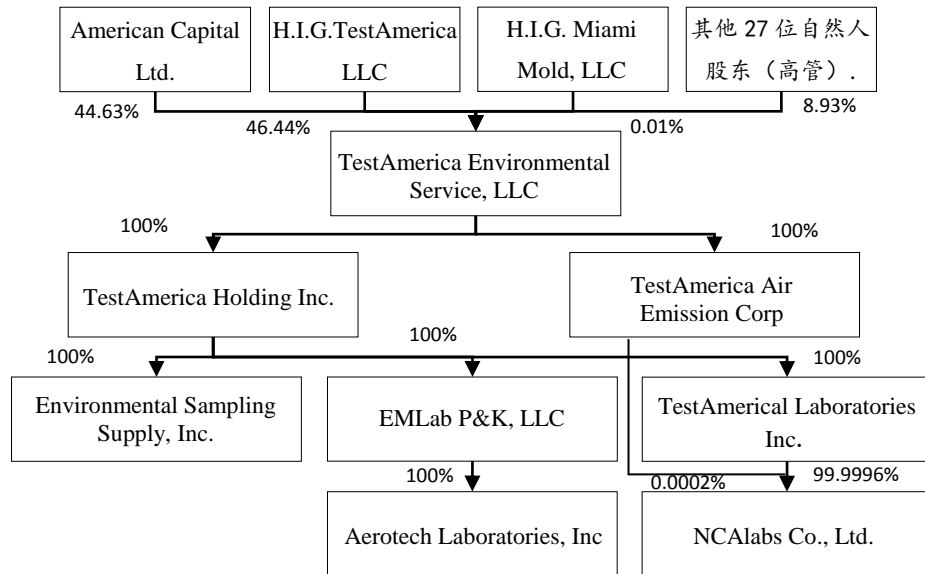 American Capital
Ltd.
H.I.G.TestAmerica
LLC
H.I.G. Miami
Mold, LLC
其他 27 位自然人
股东（高管）.
44.63%
46.44%
0.01%
8.93%
TestAmerica Environmental
Service, LLC
100%
100%
TestAmerica Holding Inc.
TestAmerica Air
Emission Corp
100%
100%
100%
Environmental Sampling
Supply, Inc.
EMLab P&K, LLC
TestAmerical Laboratories
Inc.
100%
0.0002%
99.9996%
Aerotech Laboratories, Inc
NCAlabs Co., Ltd.